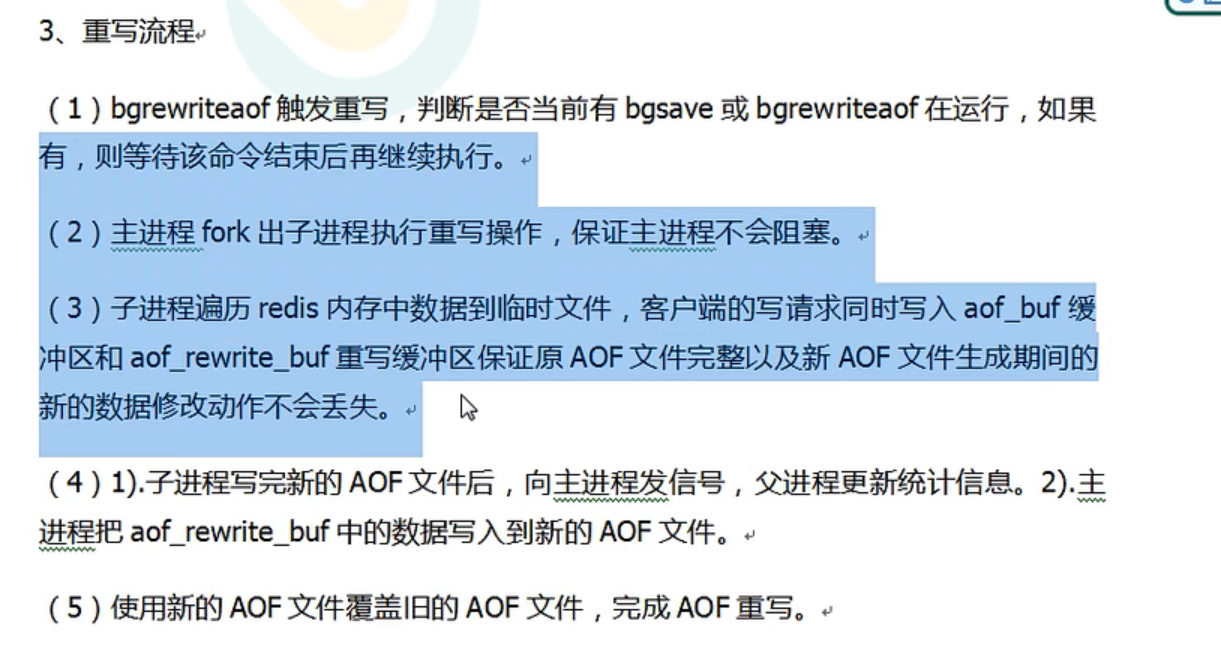 3、重写流程
（1）bgrewriteaof 触发重写，判断是否当前有 bgsave 或 bgrewriteaof 在运行，如果
有，则等待该命令结束后再继续执行。
（2）主进程 fork 出子进程执行重写操作，保证主进程不会阻塞。
（3）子进程遍历 redis 内存中数据到临时文件，客户端的写请求同时写入 aof_buf 缓
冲区和 aof_rewrite_buf 重写缓冲区保证原 AOF 文件完整以及新 AOF 文件生成期间的
新的数据修改动作不会丢失。
（4）1).子进程写完新的 AOF 文件后，向主进程发信号，父进程更新统计信息。2).主
进程把 aof_rewrite_buf 中的数据写入到新的 AOF 文件。
（5）使用新的 AOF 文件覆盖旧的 AOF 文件，完成 AOF 重写。